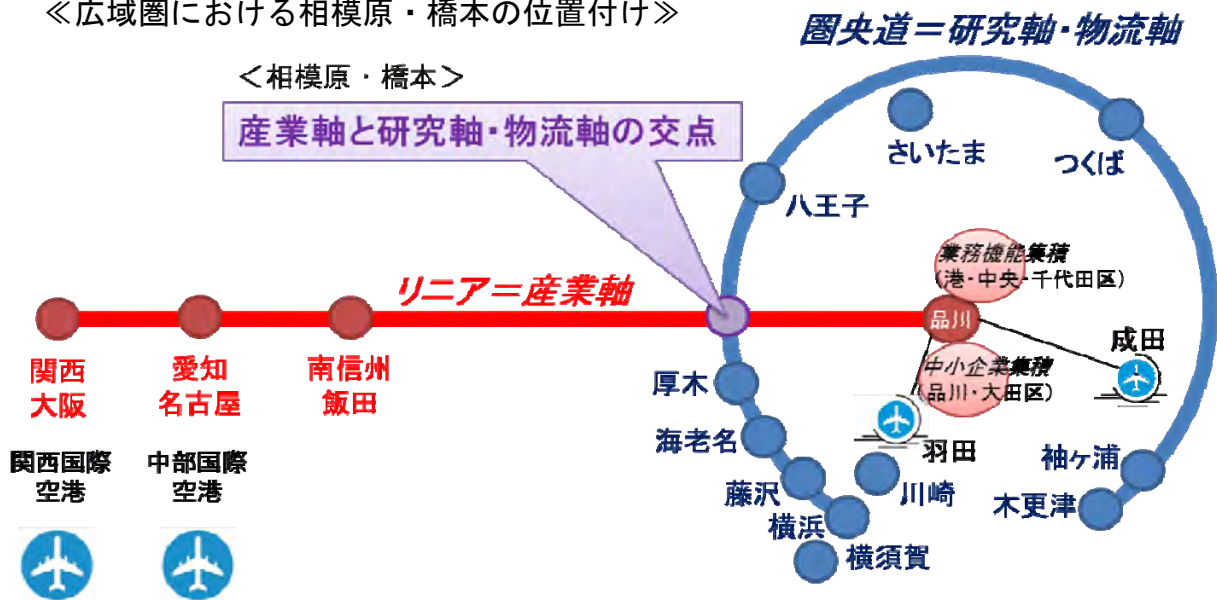 ≪広域圏における相模原・橋本の位置付け≫
圏央道＝研究軸・物流軸
＜相模原・橋本＞
産業軸と研究軸・物流軸の交点
さいたま
つくば
八王子
業務機能集積
（港・中央・千代田区）
リニア＝産業軸
品川
成田
関西
大阪
愛知
名古屋
南信州
飯田
中小企業集積
（品川・大田区）
厚木
海老名
羽田
関西国際
空港
中部国際
空港
藤沢
川崎
袖ヶ浦
木更津
横浜
横須賀